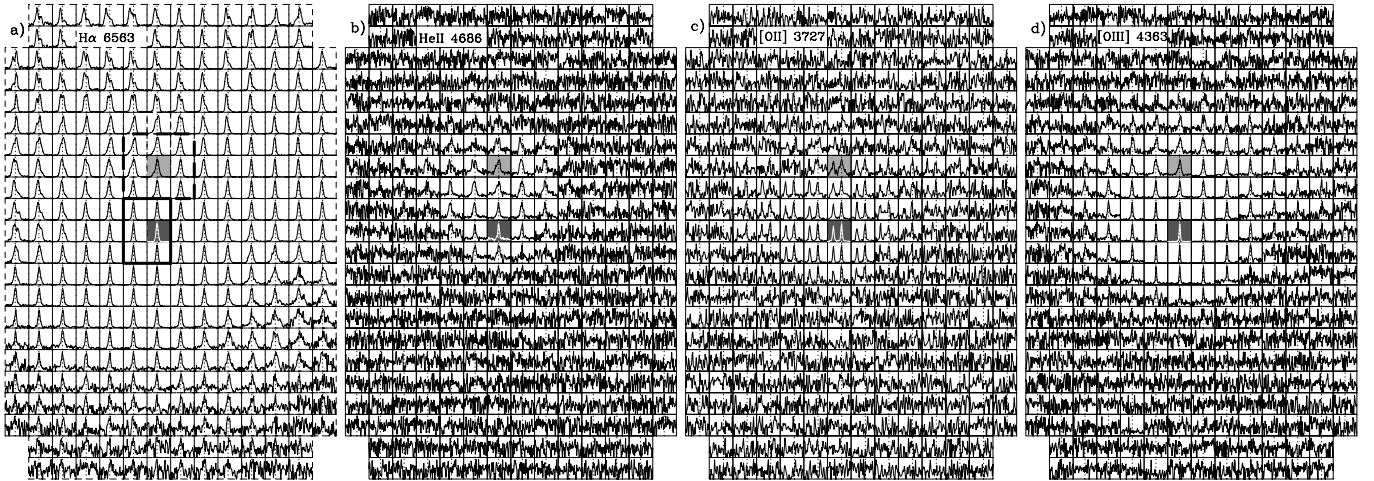 a)
Hα 6563
b)
HeII 4686
c)
[OII] 3727
d)
[OIII] 4363